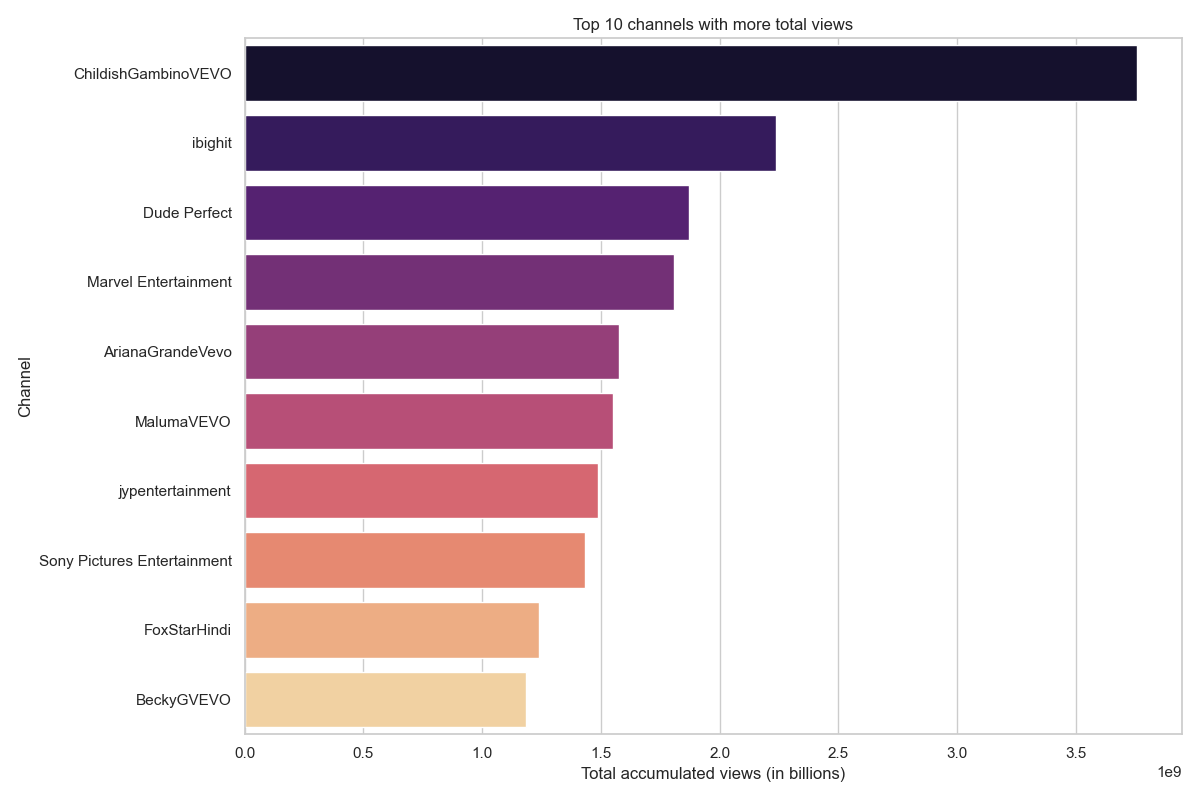 Top 10 channels with more total views
ChildishGambinoVEVO
ibighit
Dude Perfect
Marvel Entertainment
ArianaGrandeVevo
MalumaVEVO
jypentertainment
Sony Pictures Entertainment
FoxStarHindi
BeckyGVEVO
Channel
0.0 0.5 1.0 1.5 2.0 2.5 3.0 3.5
1e9
Total accumulated views (in billions)